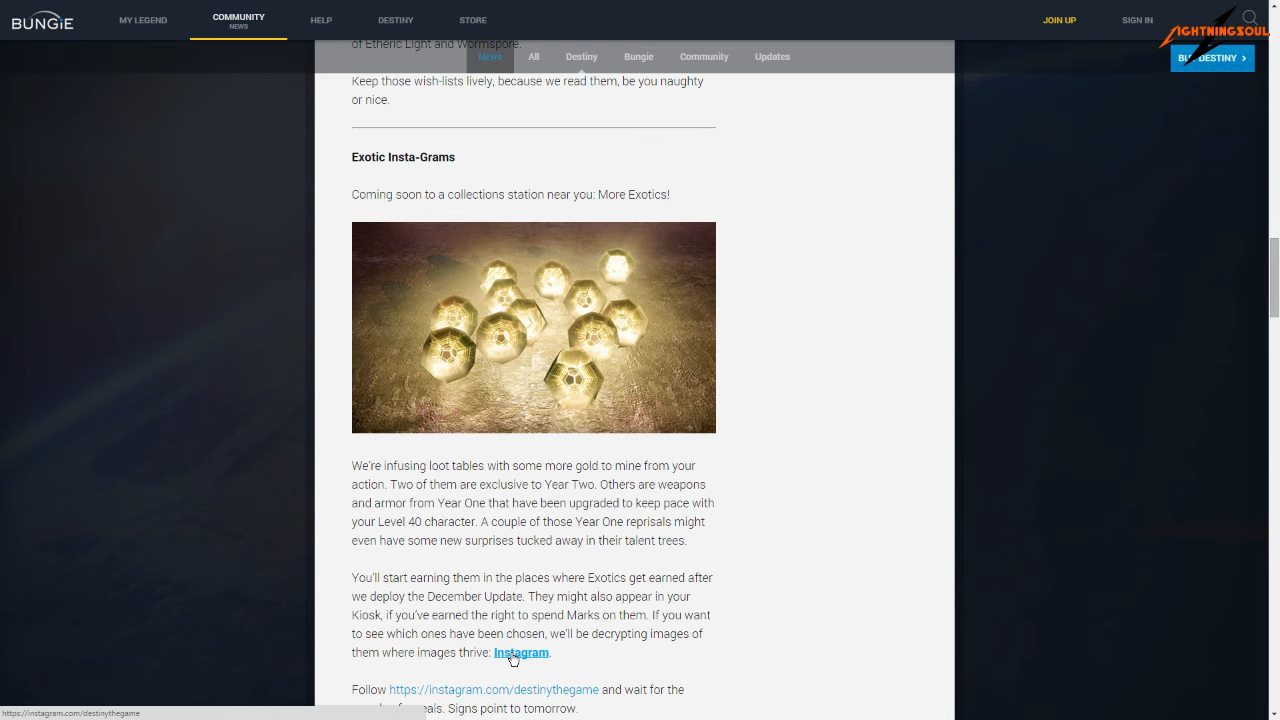 BUNGiE
MY LEGEND
COMMUNITY
NEWS
HELP
DESTINY
STORE
JOIN UP
SIGN IN
LIGHTNINGSOUL
of Etheric Light and Wormspore.
News
All
Destiny
Bungie
Community
Updates
DESTINY
Keep those wish-lists lively, because we read them, be you naughty
or nice.
Exotic Insta-Grams
Coming soon to a collections station near you: More Exotics!
We're infusing loot tables with some more gold to mine from your
action. Two of them are exclusive to Year Two. Others are weapons
and armor from Year One that have been upgraded to keep pace with
your Level 40 character. A couple of those Year One reprisals might
even have some new surprises tucked away in their talent trees.
You'll start earning them in the places where Exotics get earned after
we deploy the December Update. They might also appear in your
Kiosk, if you've earned the right to spend Marks on them. If you want
to see which ones have been chosen, we'll be decrypting images of
them where images thrive: Instagram.
Follow https://instagram.com/destinythegame and wait for the
Signs point to tomorrow.
https://instagram.com/destinythegame